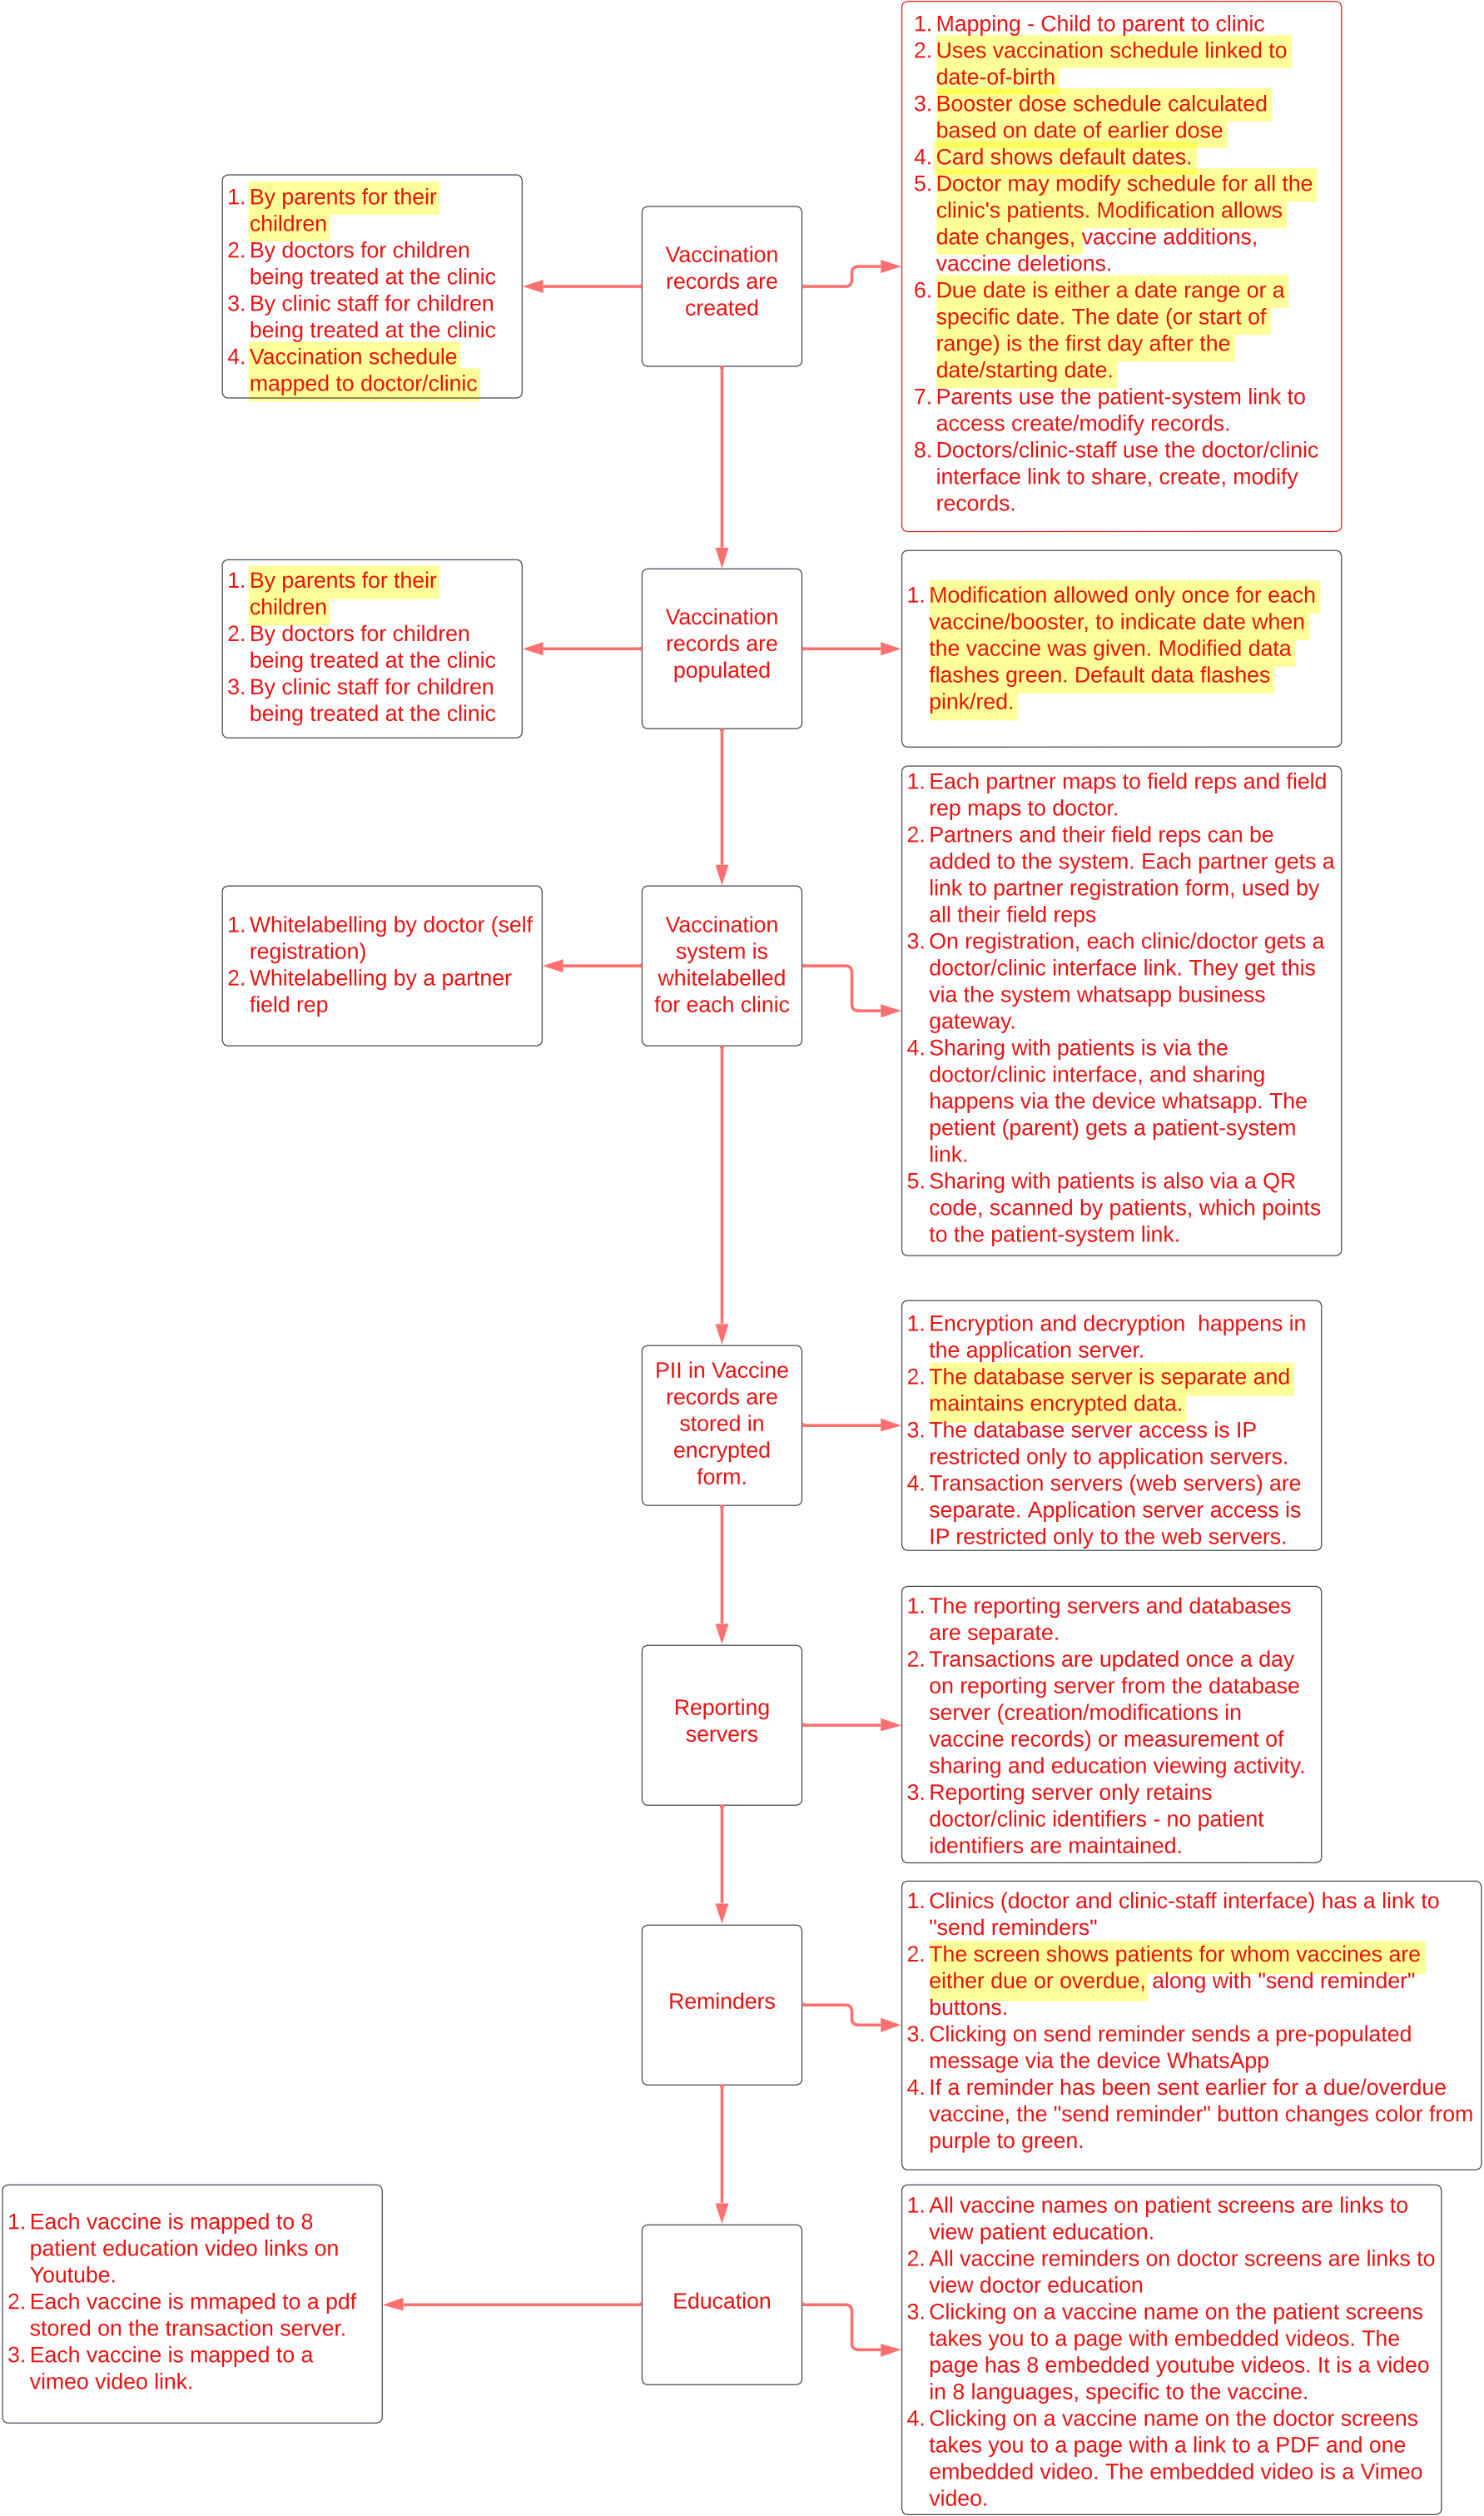 1. Mapping - Child to parent to clinic
2. Uses vaccination schedule linked to
date-of-birth
3. Booster dose schedule calculated
based on date of earlier dose
4. Card shows default dates.
5. Doctor may modify schedule for all the
clinic's patients. Modification allows
date changes, vaccine additions,
vaccine deletions.
6. Due date is either a date range or a
specific date. The date (or start of
range) is the first day after the
date/starting date.
7. Parents use the patient-system link to
access create/modify records.
8. Doctors/clinic-staff use the doctor/clinic
interface link to share, create, modify
records.
1. By parents for their
children
2. By doctors for children
being treated at the clinic
3. By clinic staff for children
being treated at the clinic
4. Vaccination schedule
mapped to doctor/clinic
Vaccination
records are
created
1. By parents for their
children
2. By doctors for children
being treated at the clinic
3. By clinic staff for children
being treated at the clinic
Vaccination
records are
populated
1. Modification allowed only once for each
vaccine/booster, to indicate date when
the vaccine was given. Modified data
flashes green. Default data flashes
pink/red.
1. Whitelabelling by doctor (self
registration)
2. Whitelabelling by a partner
field rep
Vaccination
system is
whitelabelled
for each clinic
1. Each partner maps to field reps and field
rep maps to doctor.
2. Partners and their field reps can be
added to the system. Each partner gets a
link to partner registration form, used by
all their field reps
3. On registration, each clinic/doctor gets a
doctor/clinic interface link. They get this
via the system whatsapp business
gateway.
4. Sharing with patients is via the
doctor/clinic interface, and sharing
happens via the device whatsapp. The
petient (parent) gets a patient-system
link.
5. Sharing with patients is also via a QR
code, scanned by patients, which points
to the patient-system link.
PII in Vaccine
records are
stored in
encrypted
form.
1. Encryption and decryption  happens in
the application server.
2. The database server is separate and
maintains encrypted data.
3. The database server access is IP
restricted only to application servers.
4. Transaction servers (web servers) are
separate. Application server access is
IP restricted only to the web servers.
Reporting
servers
1. The reporting servers and databases
are separate.
2. Transactions are updated once a day
on reporting server from the database
server (creation/modifications in
vaccine records) or measurement of
sharing and education viewing activity.
3. Reporting server only retains
doctor/clinic identifiers - no patient
identifiers are maintained.
Reminders
1. Clinics (doctor and clinic-staff interface) has a link to
"send reminders"
2. The screen shows patients for whom vaccines are
either due or overdue, along with "send reminder"
buttons.
3. Clicking on send reminder sends a pre-populated
message via the device WhatsApp
4. If a reminder has been sent earlier for a due/overdue
vaccine, the "send reminder" button changes color from
purple to green.
1. Each vaccine is mapped to 8
patient education video links on
Youtube.
2. Each vaccine is mmaped to a pdf
stored on the transaction server.
3. Each vaccine is mapped to a
vimeo video link.
Education
1. All vaccine names on patient screens are links to
view patient education.
2. All vaccine reminders on doctor screens are links to
view doctor education
3. Clicking on a vaccine name on the patient screens
takes you to a page with embedded videos. The
page has 8 embedded youtube videos. It is a video
in 8 languages, specific to the vaccine.
4. Clicking on a vaccine name on the doctor screens
takes you to a page with a link to a PDF and one
embedded video. The embedded video is a Vimeo
video.